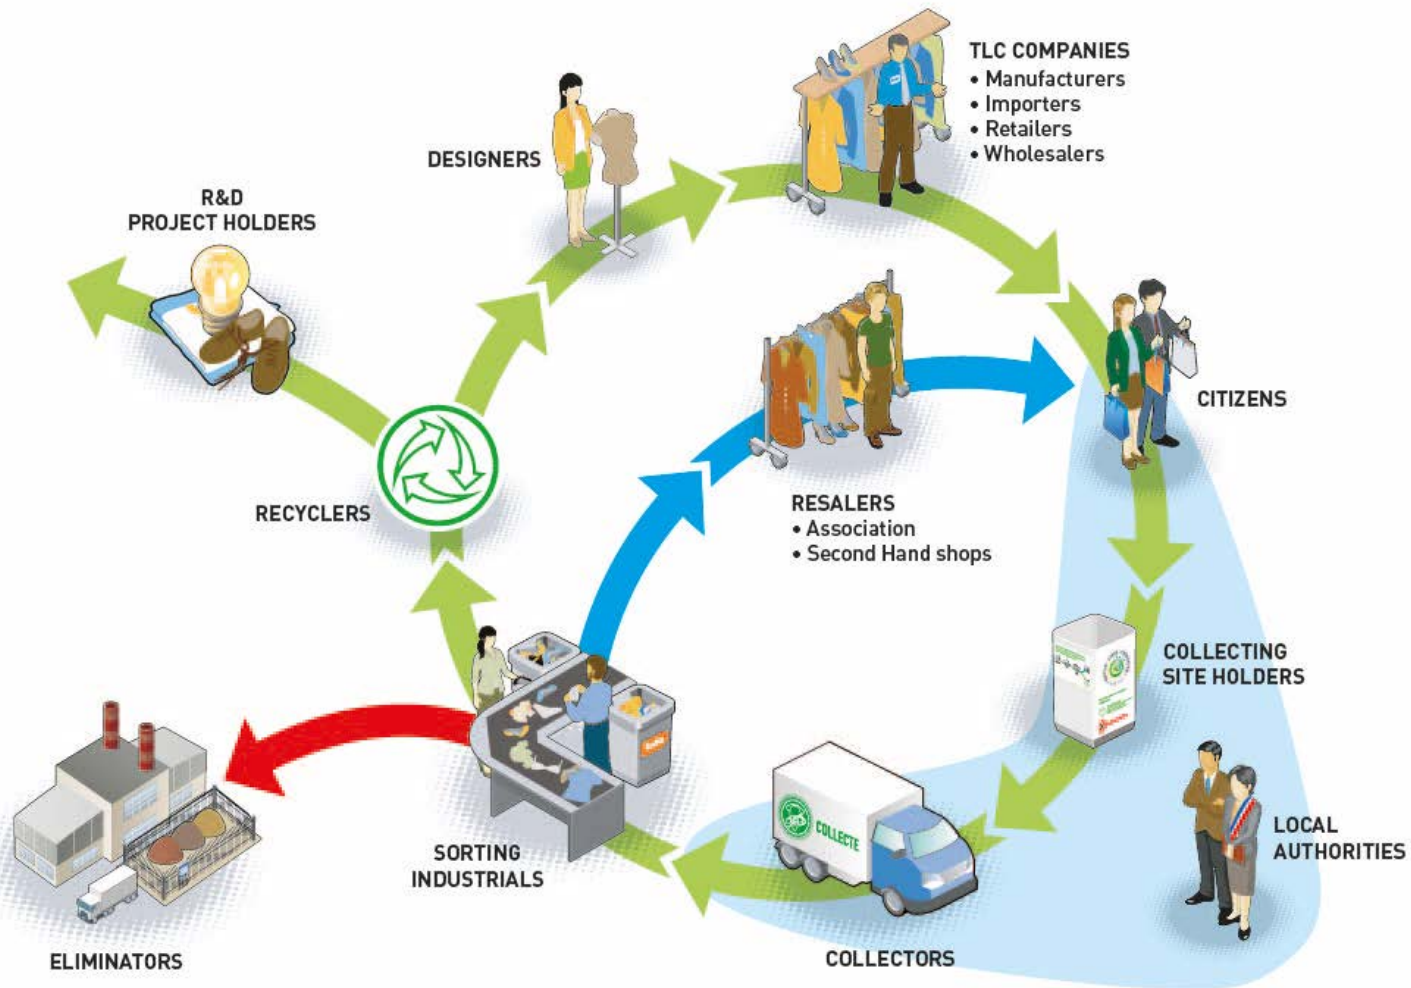 TLC COMPANIES
• Manufacturers
• Importers
• Retailers
• Wholesalers
DESIGNERS
R&D
PROJECT HOLDERS
CITIZENS
RECYCLERS
RESALERS
• Association
• Second Hand shops
COLLECTING
SITE HOLDERS
COLLECTE
LOCAL
AUTHORITIES
SORTING
INDUSTRIALS
COLLECTORS
ELIMINATORS